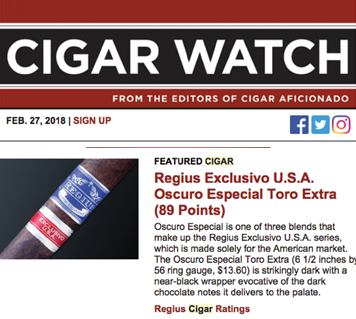 CIGAR WATCH
FROM THE EDITORS OF CIGAR AFICIONADO
FEB. 27, 2018 | SIGN UP
FEATURED CIGAR
Regius Exclusivo U.S.A.
Oscuro Especial Toro Extra
(89 Points)
Oscuro Especial is one of three blends that
make up the Regius Exclusivo U.S.A. series,
which is made solely for the American market.
The Oscuro Especial Toro Extra (6 1/2 inches by
56 ring gauge, $13.60) is strikingly dark with a
near-black wrapper evocative of the dark
chocolate notes it delivers to the palate.
Regius Cigar Ratings
REGIUS
EXCLUSIVO
U.S.A.